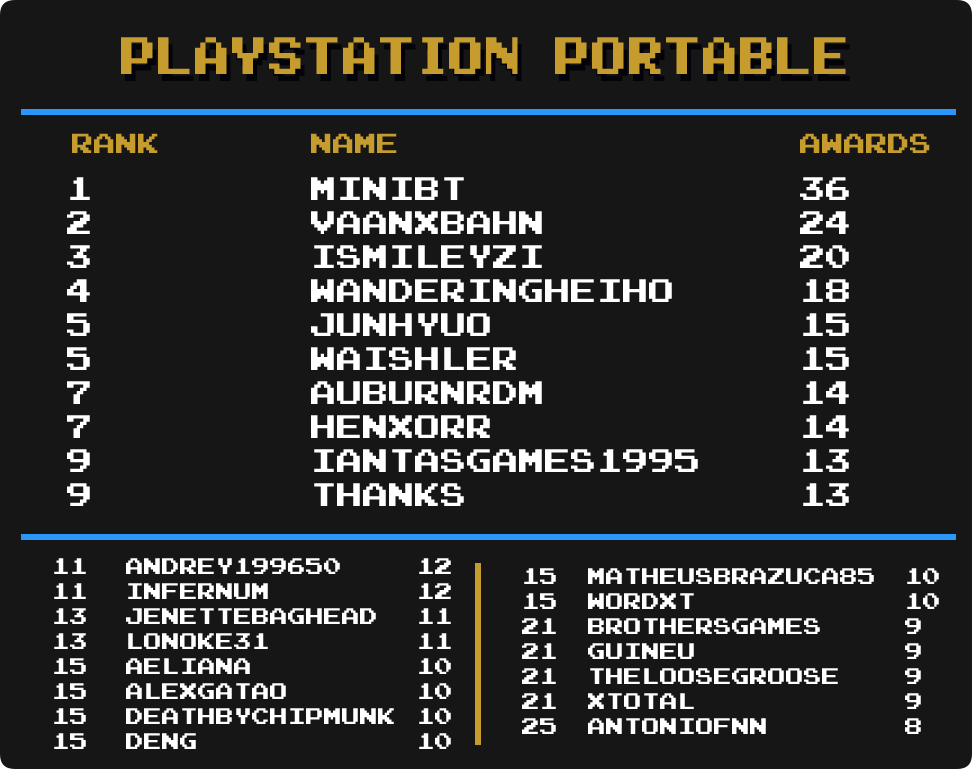 PLAYSTATION PORTABLE
RANK NAME AWARDS
1 MINIBT 36
2 VAANXBAHN 24
3 ISMILEYZI 20
4 WANDERINGHEIHO 18
5 JUNHYUO 15
5 WAISHLER 15
7 AUBURNRDM 14
7 HENXORR 14
9 IANTASGAMES1995 13
9 THANKS 13
11 ANDREY199650 12
11 INFERNUM 12
13 JENETTEBAGHEAD 11
13 LONOKE31 11
15 AELIANA 10
15 ALEXGATAO 10
15 DEATHBYCHIPMUNK 10
15 DENG 10
15 MATHEUSBRAZUCA85 10
15 WORDXT 10
21 BROTHERSGAMES 9
21 GUINEU 9
21 THELOOSEGROOSE 9
21 XTOTAL 9
25 ANTONIOFNN 8